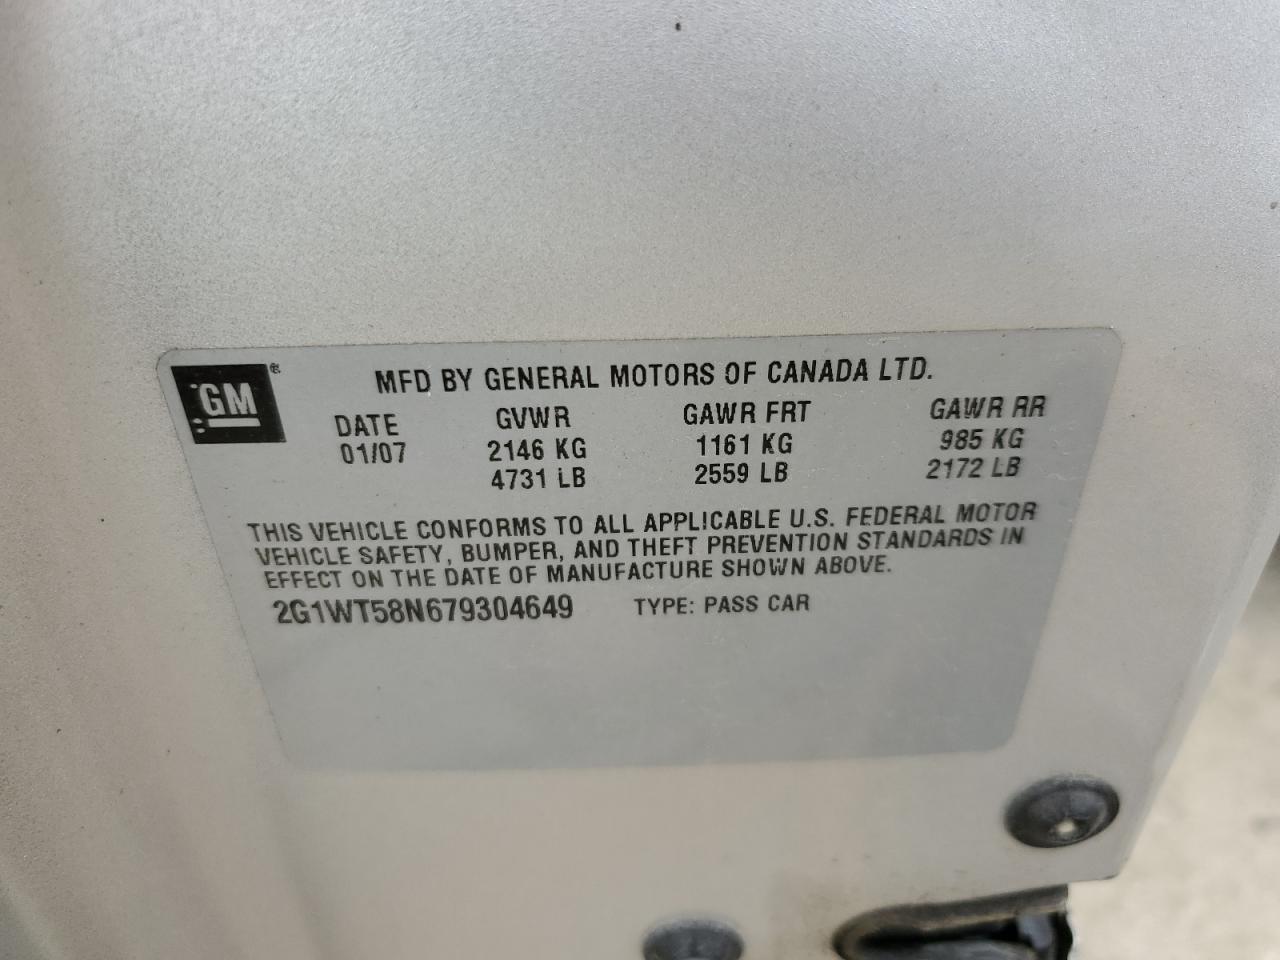 GM®
MFD BY GENERAL MOTORS OF CANADA LTD.
DATE GVWR GAWR FRT GAWR RR
01/07 2146 KG 1161 KG 985 KG
4731 LB 2559 LB 2172 LB
THIS VEHICLE CONFORMS TO ALL APPLICABLE U.S. FEDERAL MOTOR
VEHICLE SAFETY, BUMPER, AND THEFT PREVENTION STANDARDS IN
EFFECT ON THE DATE OF MANUFACTURE SHOWN ABOVE.
2G1WT58N679304649 TYPE: PASS CAR